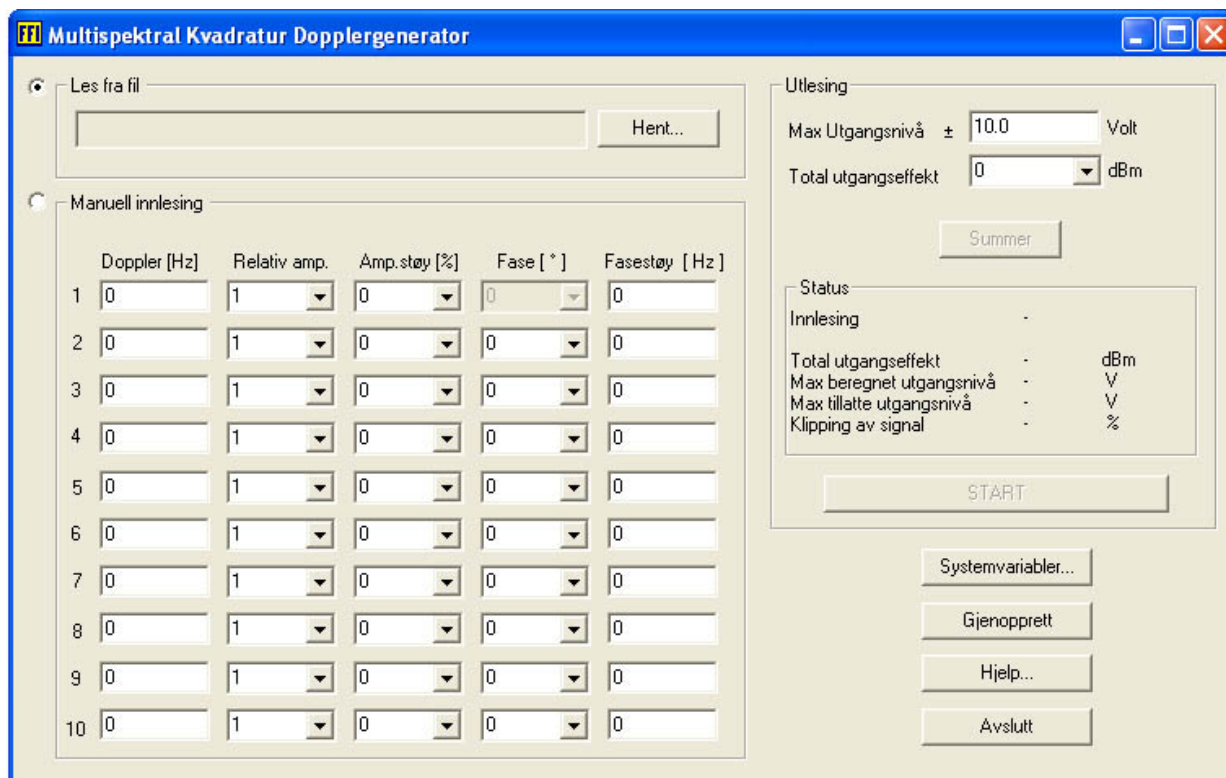 FFI Multispektral Kvadratur Dopplergenerator
Les fra fil
Hent...
Manuell innlesing
Doppler [Hz] Relativ amp. Amp.støy [%] Fase [ ° ] Fasestøy [ Hz ]
1 0 1 0 0 0
2 0 1 0 0 0
3 0 1 0 0 0
4 0 1 0 0 0
5 0 1 0 0 0
6 0 1 0 0 0
7 0 1 0 0 0
8 0 1 0 0 0
9 0 1 0 0 0
10 0 1 0 0 0
Utlesing
Max Utgangsnivå ± 10.0 Volt
Total utgangseffekt 0 dBm
Summer
Status
Innlesing -
Total utgangseffekt - dBm
Max beregnet utgangsnivå - V
Max tillatte utgangsnivå - V
Klipping av signal - %
START
Systemvariabler...
Gjenopprett
Hjelp...
Avslutt